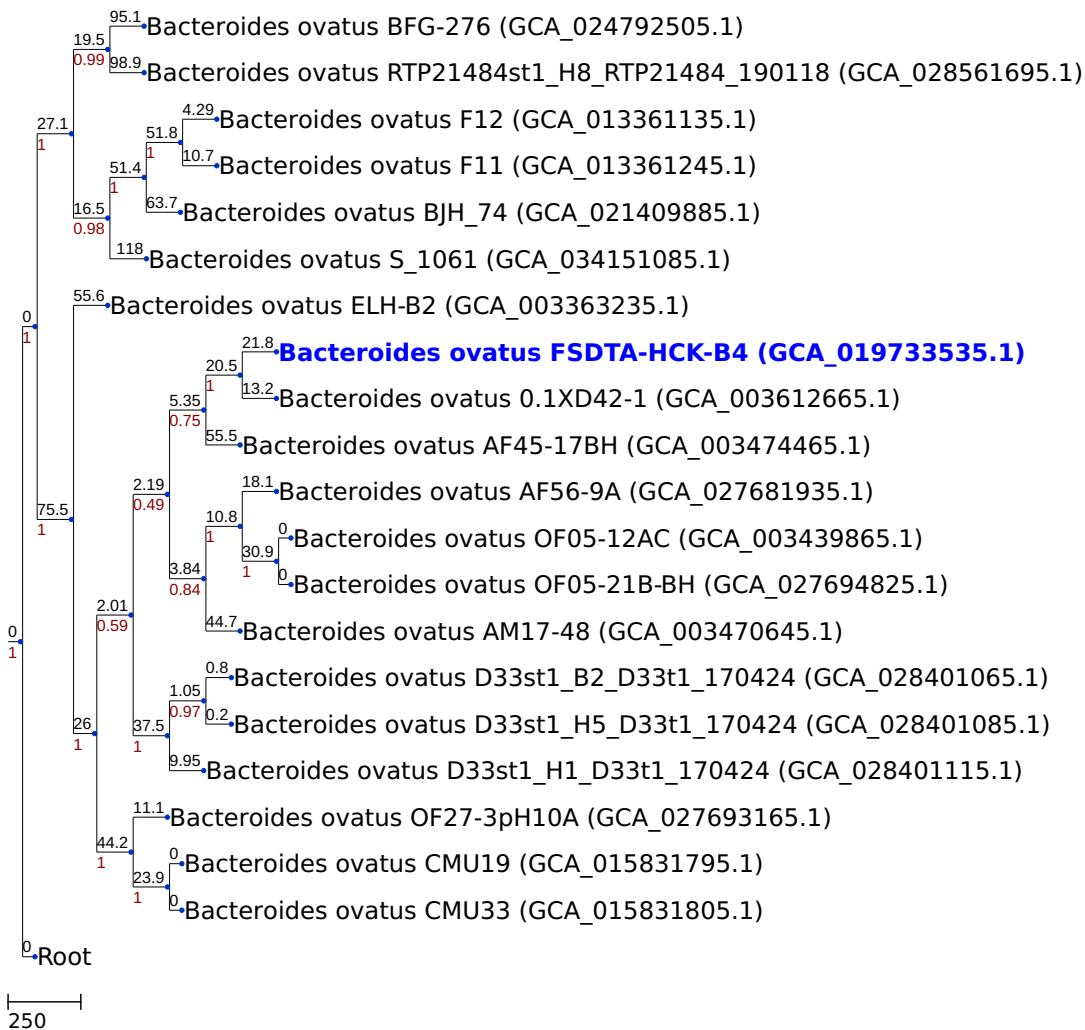 95.1
Bacteroides ovatus BFG-276 (GCA_024792505.1)
19.5
0.99
98.9
Bacteroides ovatus RTP21484st1_H8_RTP21484_190118 (GCA_028561695.1)
27.1
1
4.29
Bacteroides ovatus F12 (GCA_013361135.1)
51.8
1
10.7
Bacteroides ovatus F11 (GCA_013361245.1)
51.4
1
63.7
Bacteroides ovatus BJH_74 (GCA_021409885.1)
16.5
0.98
118
Bacteroides ovatus S_1061 (GCA_034151085.1)
0
1
55.6
Bacteroides ovatus ELH-B2 (GCA_003363235.1)
21.8
Bacteroides ovatus FSDTA-HCK-B4 (GCA_019733535.1)
20.5
1
13.2
Bacteroides ovatus 0.1XD42-1 (GCA_003612665.1)
5.35
0.75
55.5
Bacteroides ovatus AF45-17BH (GCA_003474465.1)
2.19
0.49
18.1
Bacteroides ovatus AF56-9A (GCA_027681935.1)
75.5
1
10.8
1
0
Bacteroides ovatus OF05-12AC (GCA_003439865.1)
30.9
1
0
Bacteroides ovatus OF05-21B-BH (GCA_027694825.1)
3.84
0.84
44.7
Bacteroides ovatus AM17-48 (GCA_003470645.1)
2.01
0.59
0
1
0.8
Bacteroides ovatus D33st1_B2_D33t1_170424 (GCA_028401065.1)
1.05
0.97
0.2
Bacteroides ovatus D33st1_H5_D33t1_170424 (GCA_028401085.1)
37.5
1
26
1
9.95
Bacteroides ovatus D33st1_H1_D33t1_170424 (GCA_028401115.1)
11.1
Bacteroides ovatus OF27-3pH10A (GCA_027693165.1)
44.2
1
0
Bacteroides ovatus CMU19 (GCA_015831795.1)
23.9
1
0
Bacteroides ovatus CMU33 (GCA_015831805.1)
0
Root
250